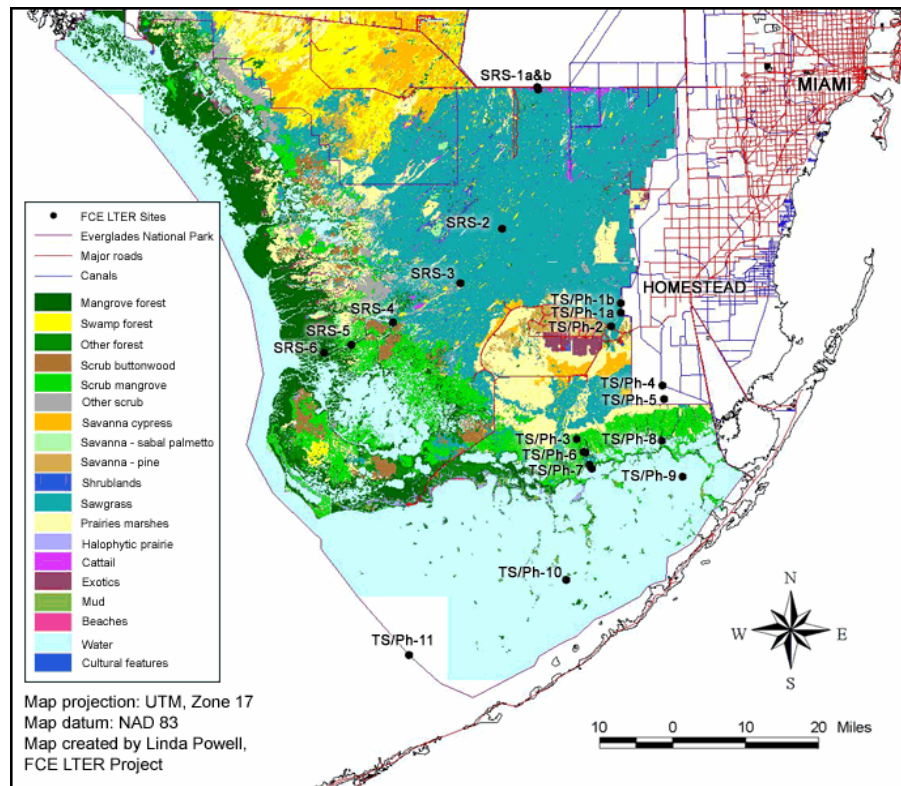 SRS-1a&b
MIAMI
SRS-2
SRS-3
HOMESTEAD
TS/Ph-1b
TS/Ph-1a
TS/Ph-2
SRS-4
SRS-5
SRS-6
TS/Ph-4
TS/Ph-5
TS/Ph-3
TS/Ph-8
TS/Ph-6
TS/Ph-7
TS/Ph-9
TS/Ph-10
TS/Ph-11
FCE LTER Sites
Everglades National Park
Major roads
Canals
Mangrove forest
Swamp forest
Other forest
Scrub buttonwood
Scrub mangrove
Other scrub
Savanna cypress
Savanna - sabal palmetto
Savanna - pine
Shrublands
Sawgrass
Prairies marshes
Halophytic prairie
Cattail
Exotics
Mud
Beaches
Water
Cultural features
N
W
E
S
Map projection: UTM, Zone 17
Map datum: NAD 83
Map created by Linda Powell,
FCE LTER Project
10 0 10 20 Miles